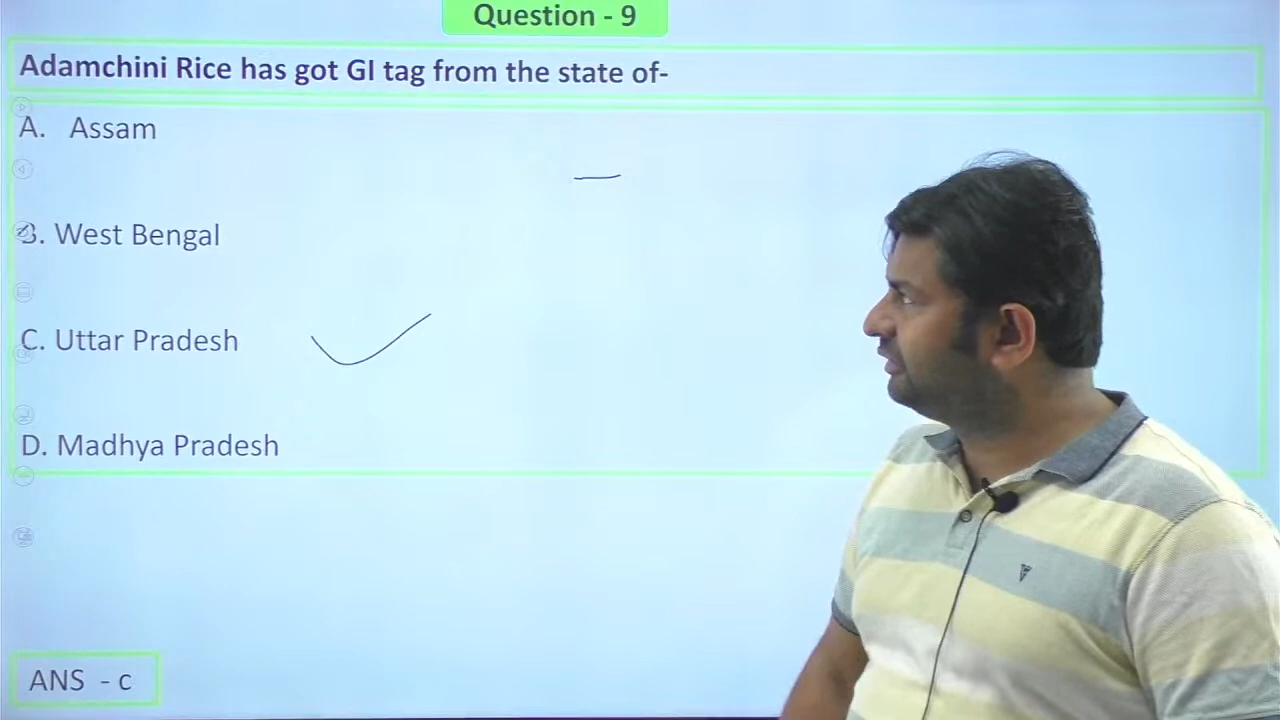 Question - 9
Adamchini Rice has got GI tag from the state of-
A. Assam
B. West Bengal
C. Uttar Pradesh
D. Madhya Pradesh
ANS - c